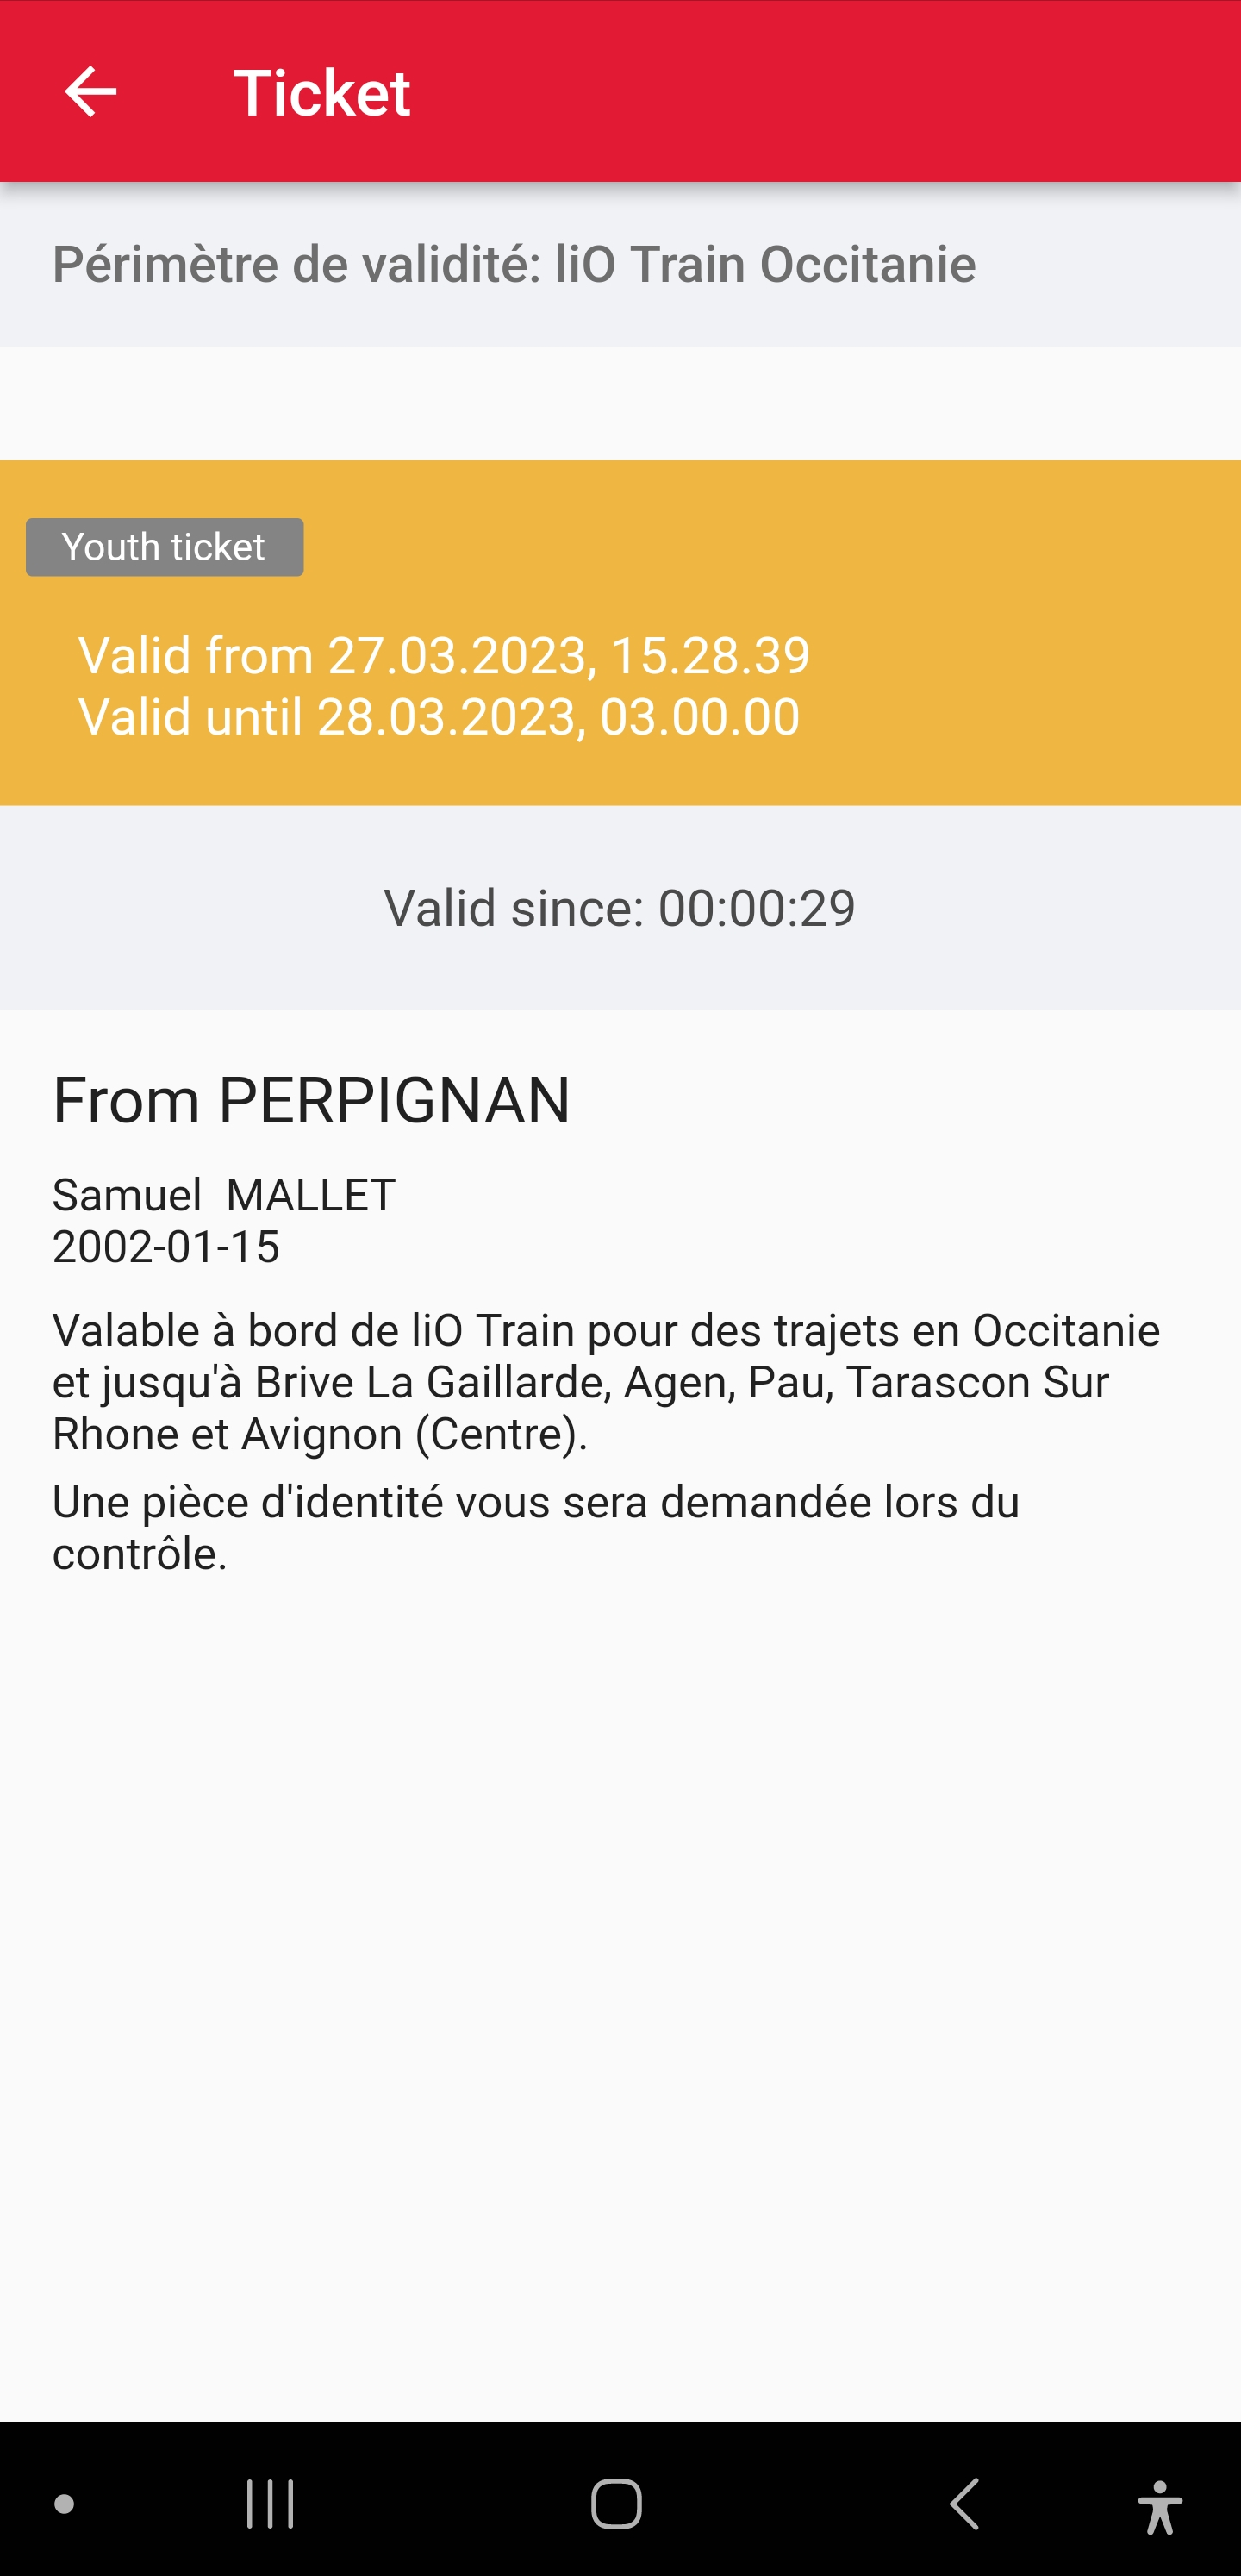 Ticket
Périmètre de validité: liO Train Occitanie
Youth ticket
Valid from 27.03.2023, 15.28.39
Valid until 28.03.2023, 03.00.00
Valid since: 00:00:29
From PERPIGNAN
Samuel  MALLET
2002-01-15
Valable à bord de liO Train pour des trajets en Occitanie
et jusqu'à Brive La Gaillarde, Agen, Pau, Tarascon Sur
Rhone et Avignon (Centre).
Une pièce d'identité vous sera demandée lors du
contrôle.